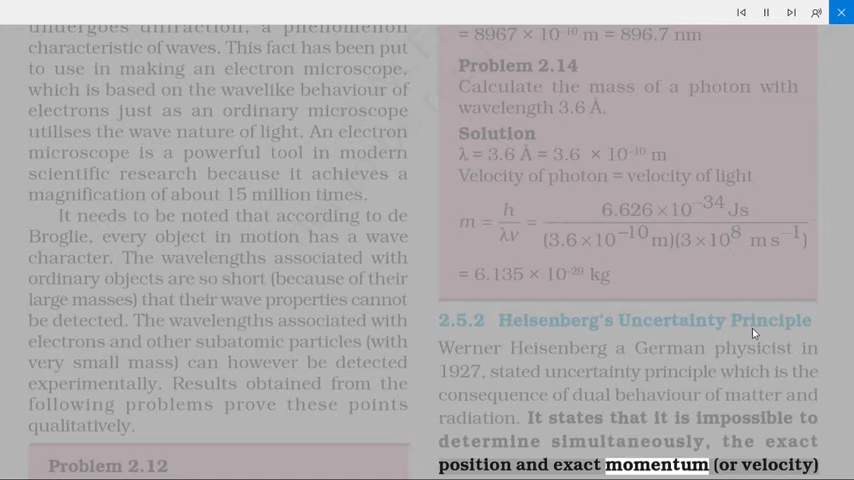 undergoes diffraction, a phenomenon
characteristic of waves. This fact has been put
to use in making an electron microscope,
which is based on the wavelike behaviour of
electrons just as an ordinary microscope
utilises the wave nature of light. An electron
microscope is a powerful tool in modern
scientific research because it achieves a
magnification of about 15 million times.
It needs to be noted that according to de
Broglie, every object in motion has a wave
character. The wavelengths associated with
ordinary objects are so short (because of their
large masses) that their wave properties cannot
be detected. The wavelengths associated with
electrons and other subatomic particles (with
very small mass) can however be detected
experimentally. Results obtained from the
following problems prove these points
qualitatively.
Problem 2.12
= 8967 × 10⁻¹⁰ m = 896.7 nm
Problem 2.14
Calculate the mass of a photon with
wavelength 3.6 Å.
Solution
λ = 3.6 Å = 3.6 × 10⁻¹⁰ m
Velocity of photon = velocity of light
m = h/λν = 6.626×10⁻³⁴ Js / (3.6×10⁻¹⁰ m)(3×10⁸ m s⁻¹)
= 6.135 × 10⁻²⁹ kg
2.5.2 Heisenberg's Uncertainty Principle
Werner Heisenberg a German physicist in
1927, stated uncertainty principle which is the
consequence of dual behaviour of matter and
radiation. It states that it is impossible to
determine simultaneously, the exact
position and exact momentum (or velocity)